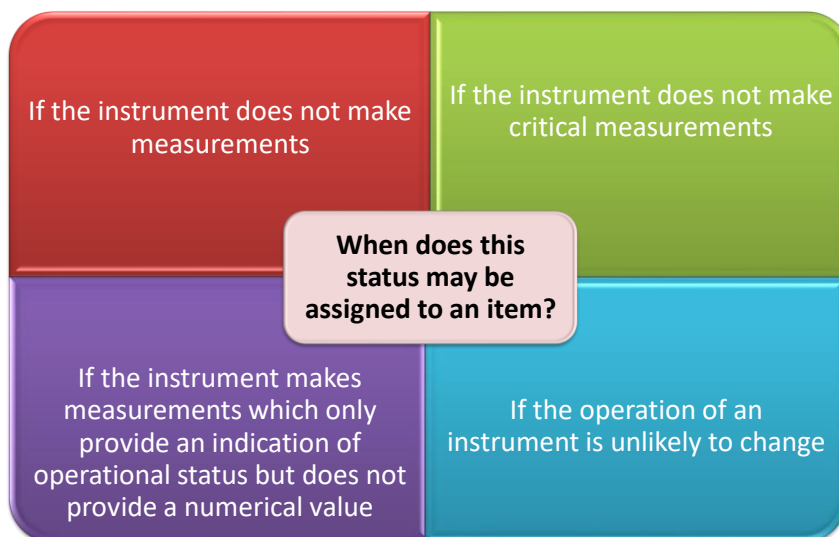 If the instrument does not make
measurements
If the instrument does not make
critical measurements
When does this
status may be
assigned to an item?
If the instrument makes
measurements which only
provide an indication of
operational status but does not
provide a numerical value
If the operation of an
instrument is unlikely to change